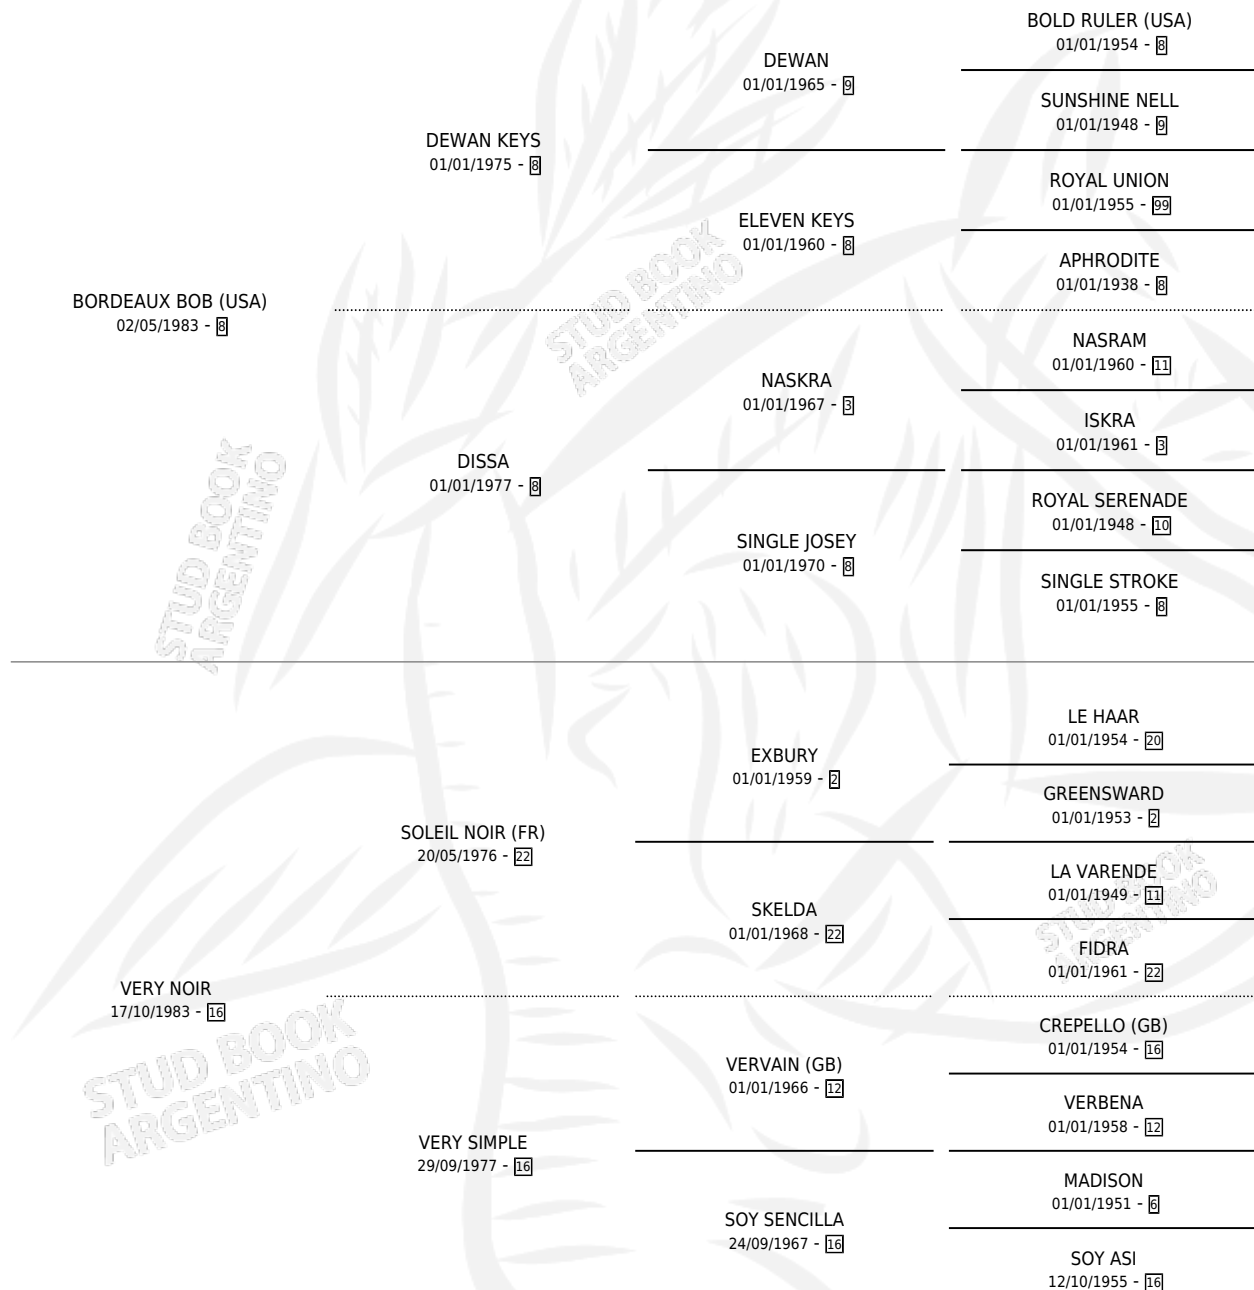 BOLD RULER (USA)
01/01/1954 - 8
DEWAN
01/01/1965 - 9
SUNSHINE NELL
01/01/1948 - 9
DEWAN KEYS
01/01/1975 - 8
ROYAL UNION
01/01/1955 - 99
ELEVEN KEYS
01/01/1960 - 8
APHRODITE
01/01/1938 - 8
BORDEAUX BOB (USA)
02/05/1983 - 8
NASRAM
01/01/1960 - 11
NASKRA
01/01/1967 - 3
ISKRA
01/01/1961 - 3
DISSA
01/01/1977 - 8
ROYAL SERENADE
01/01/1948 - 10
SINGLE JOSEY
01/01/1970 - 8
SINGLE STROKE
01/01/1955 - 8
LE HAAR
01/01/1954 - 20
EXBURY
01/01/1959 - 2
GREENSWARD
01/01/1953 - 2
SOLEIL NOIR (FR)
20/05/1976 - 22
LA VARENDE
01/01/1949 - 11
SKELDA
01/01/1968 - 22
FIDRA
01/01/1961 - 22
VERY NOIR
17/10/1983 - 16
CREPELLO (GB)
01/01/1954 - 16
VERVAIN (GB)
01/01/1966 - 12
VERBENA
01/01/1958 - 12
VERY SIMPLE
29/09/1977 - 16
MADISON
01/01/1951 - 6
SOY SENCILLA
24/09/1967 - 16
SOY ASI
12/10/1955 - 16
STUD BOOK
ARGENTINO
STUD BOOK
ARGENTINO
STUD BOOK
ARGENTINO
STUD BOOK
ARGENTINO